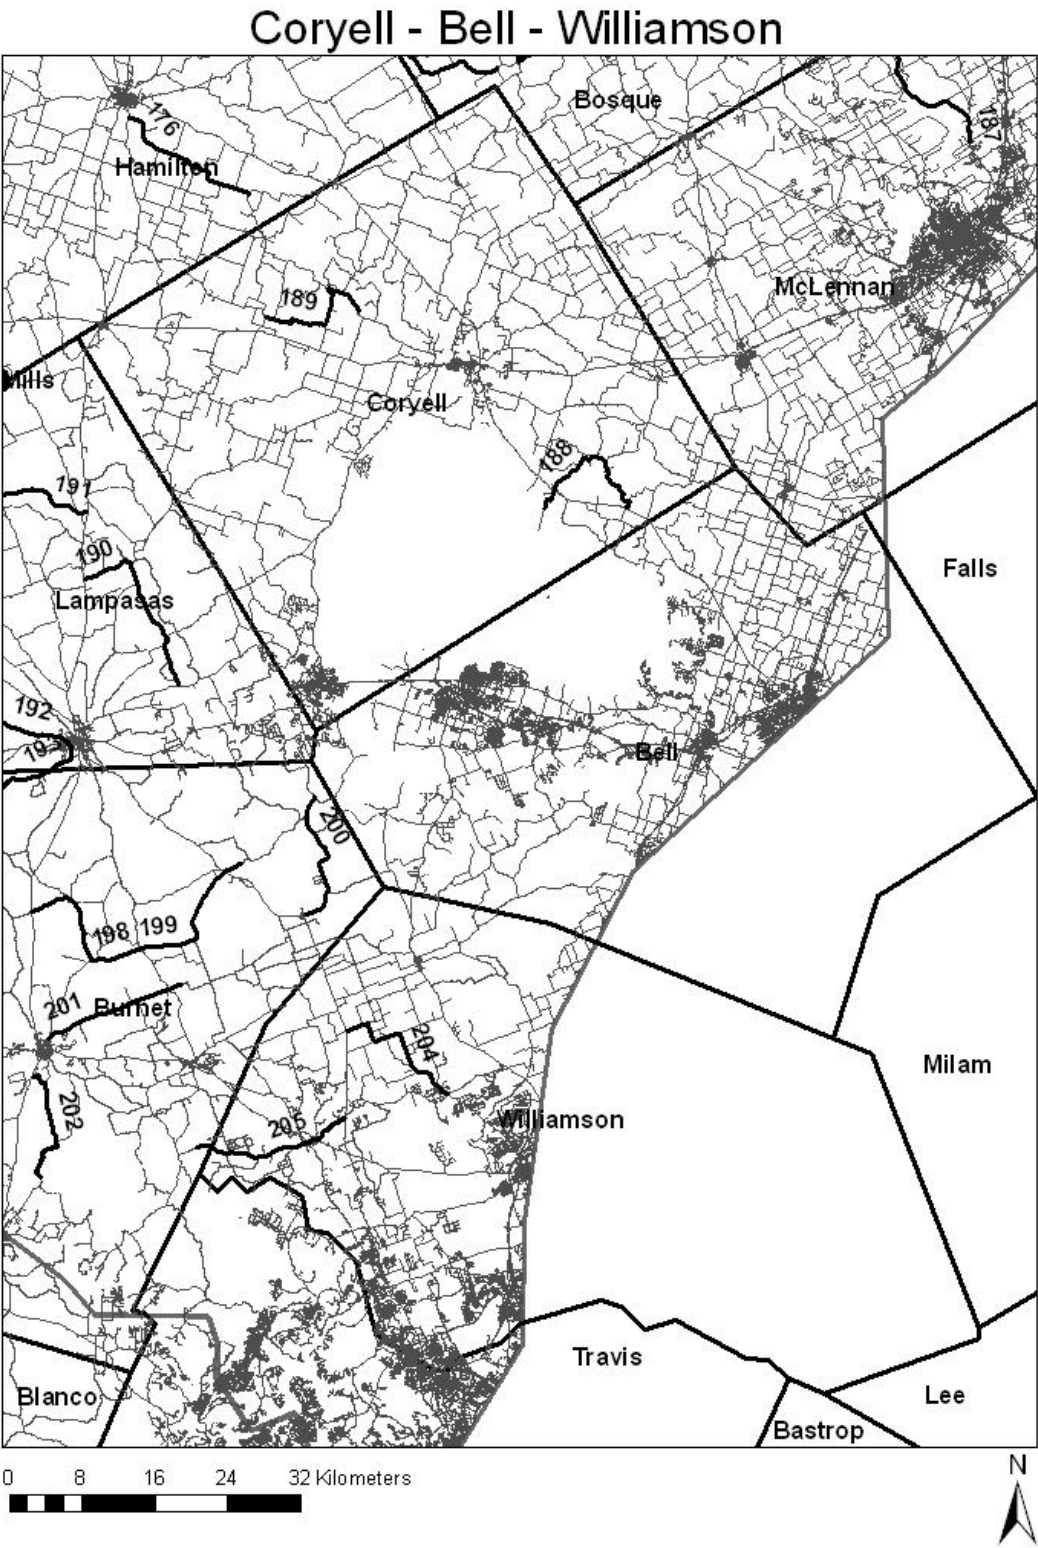 Coryell - Bell - Williamson
Bosque
176
187
Hamilton
McLennan
189
Mills
Coryell
188
191
190
Falls
Lampasas
192
Bell
200
198 199
201 Burnet
204
Milam
202
205
Williamson
Travis
Blanco
Lee
Bastrop
0 8 16 24 32 Kilometers
N